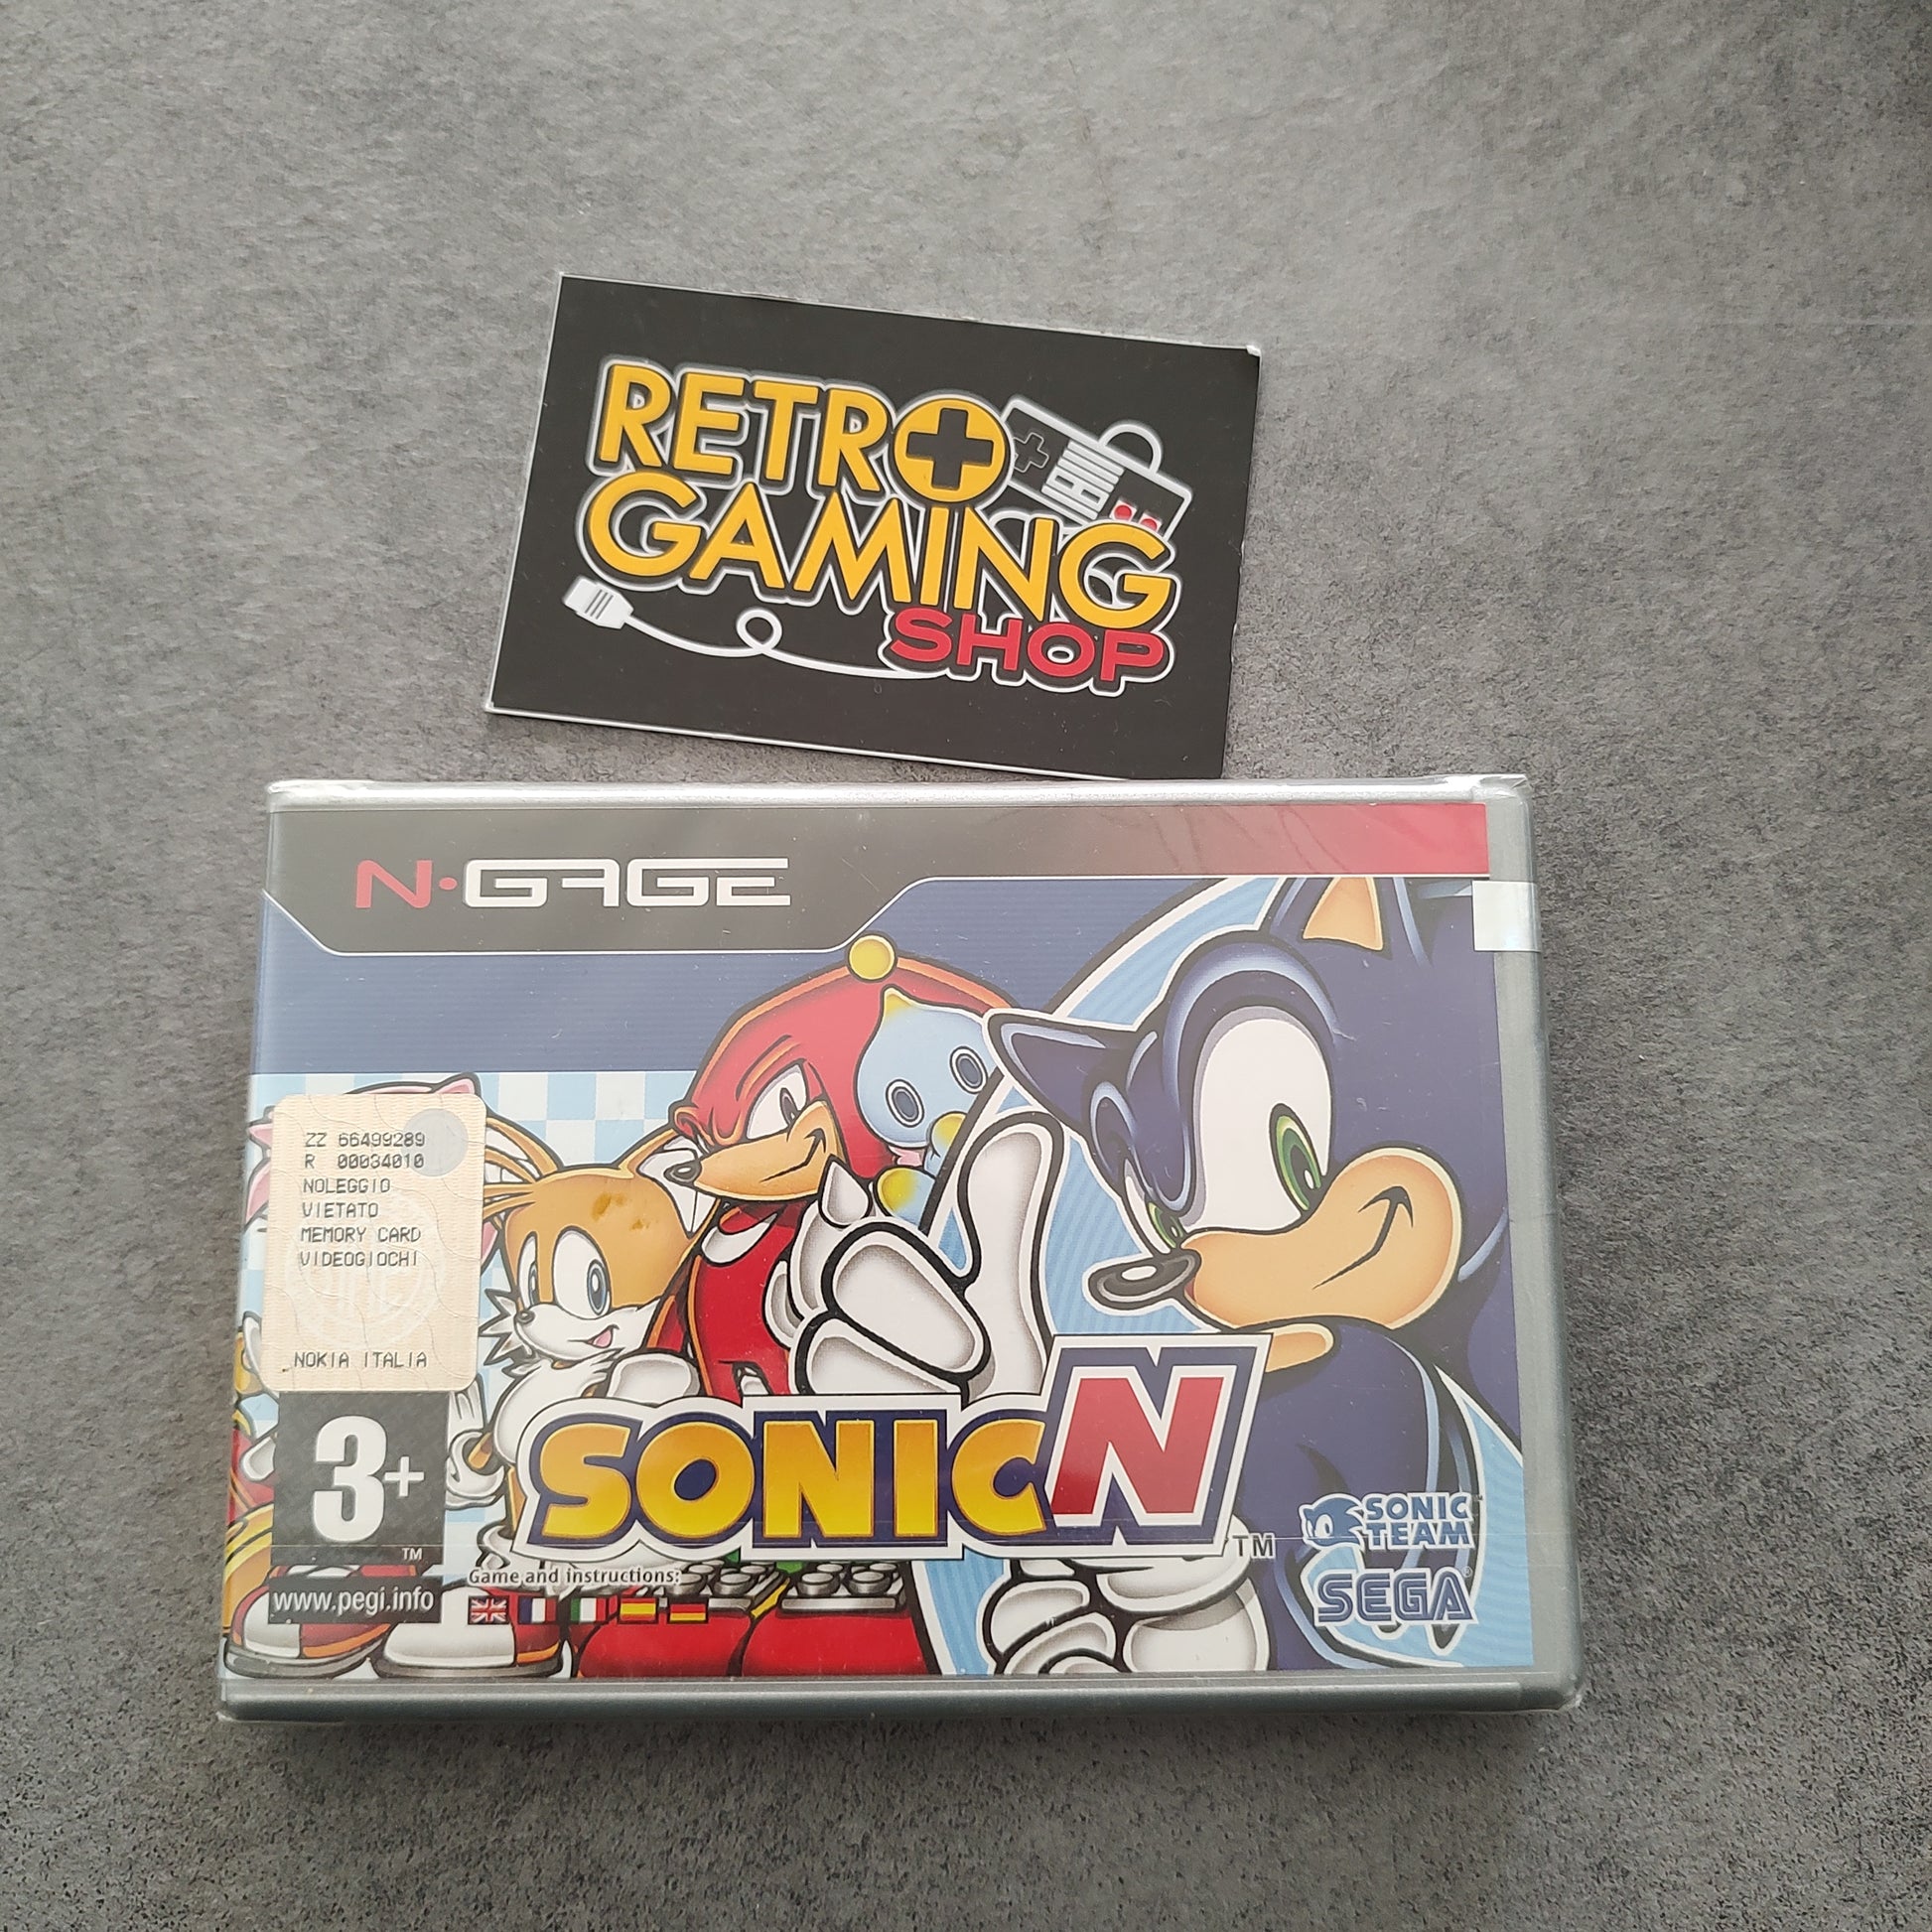 RETRO
GAMING
SHOP
N·GAGE
ZZ 66499289
R 00034010
NOLEGGIO
VIETATO
MEMORY CARD
VIDEOGIOCHI
NOKIA ITALIA
3+
TM
www.pegi.info
SONIC N
TM
Game and instructions:
SONIC
TEAM
SEGA®